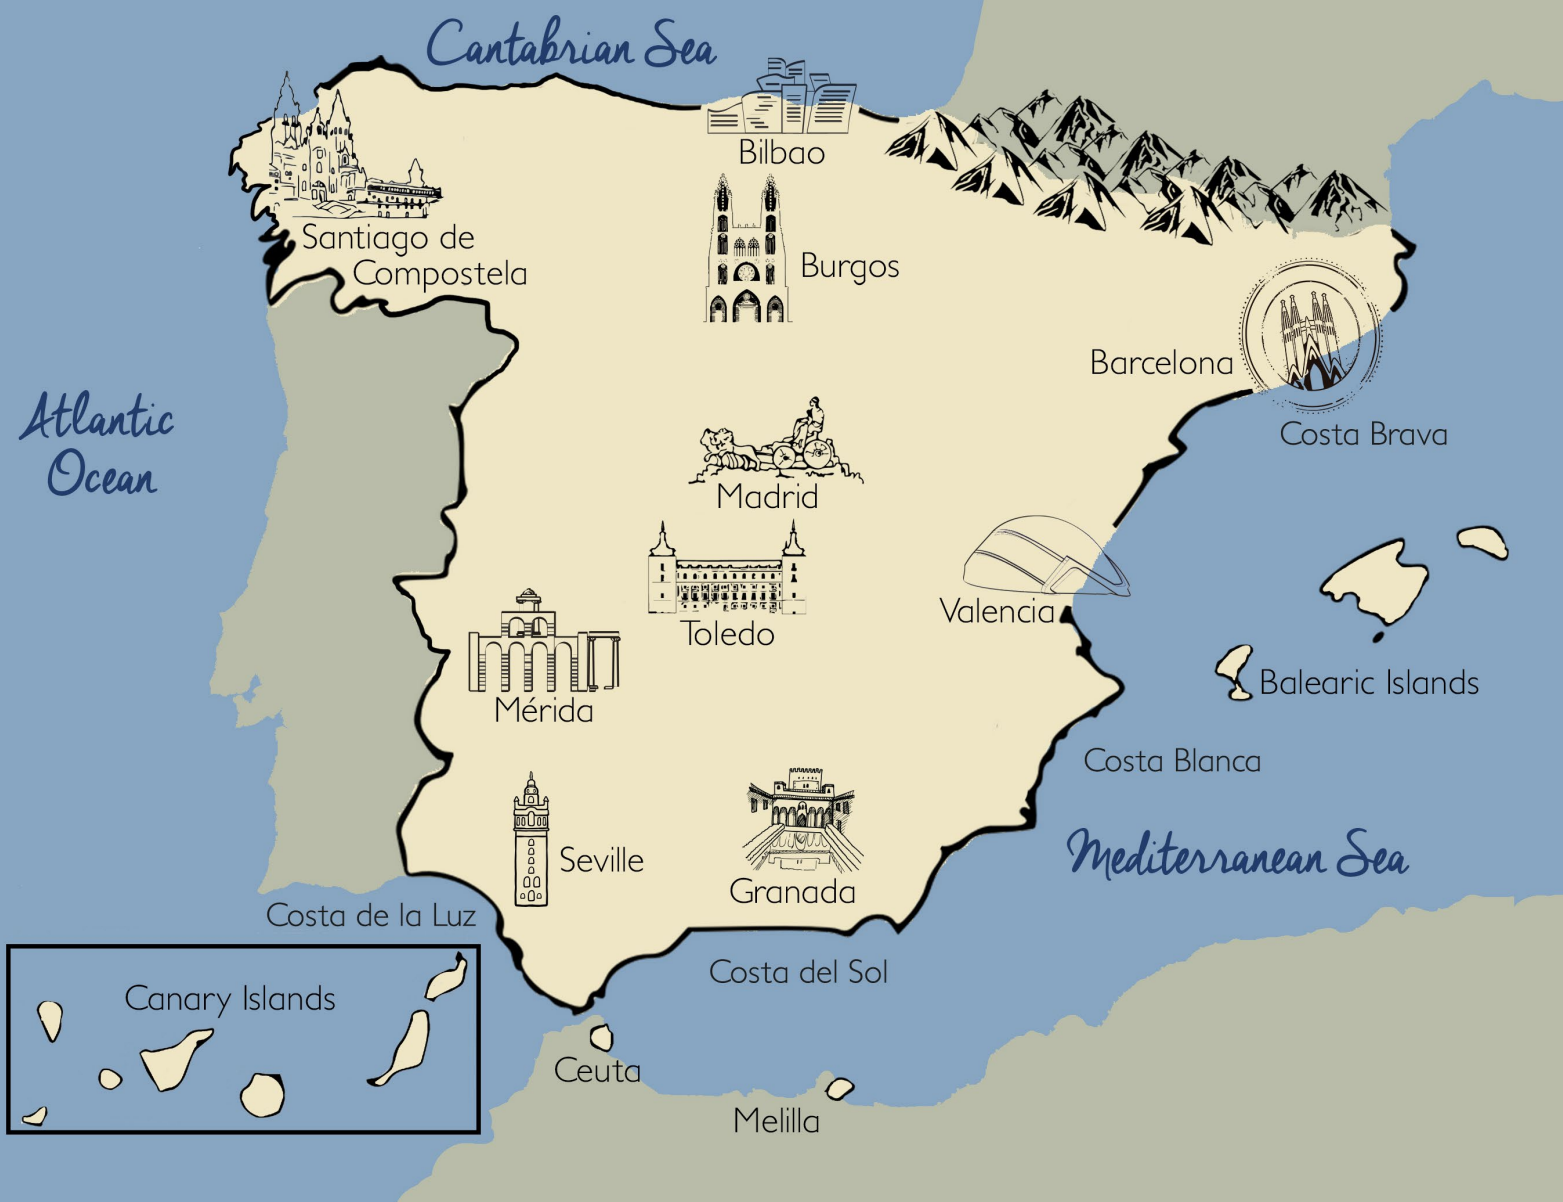 Cantabrian Sea
Bilbao
Santiago de
Compostela
Burgos
Barcelona
Atlantic
Ocean
Costa Brava
Madrid
Valencia
Toledo
Balearic Islands
Mérida
Costa Blanca
Mediterranean Sea
Seville
Granada
Costa de la Luz
Costa del Sol
Canary Islands
Ceuta
Melilla